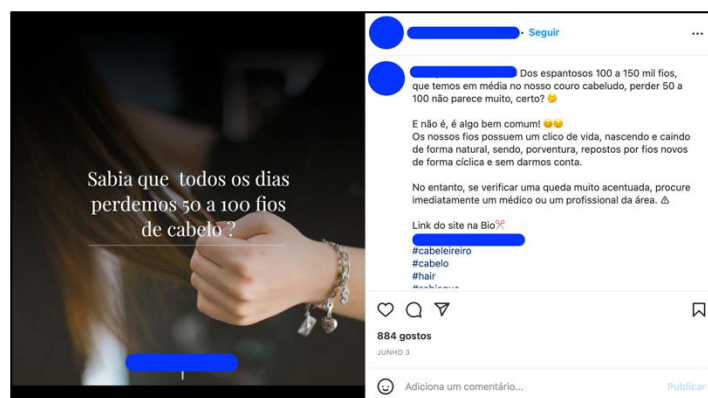 Sabia que todos os dias
perdemos 50 a 100 fios
de cabelo ?
Seguir
Dos espantosos 100 a 150 mil fios,
que temos em média no nosso couro cabeludo, perder 50 a
100 não parece muito, certo? 🤔
E não é, é algo bem comum! 😄😄
Os nossos fios possuem um clico de vida, nascendo e caindo
de forma natural, sendo, porventura, repostos por fios novos
de forma cíclica e sem darmos conta.
No entanto, se verificar uma queda muito acentuada, procure
imediatamente um médico ou um profissional da área. ⚠
Link do site na Bio✂
#cabeleireiro
#cabelo
#hair
884 gostos
JUNHO 3
Adiciona um comentário...
Publicar